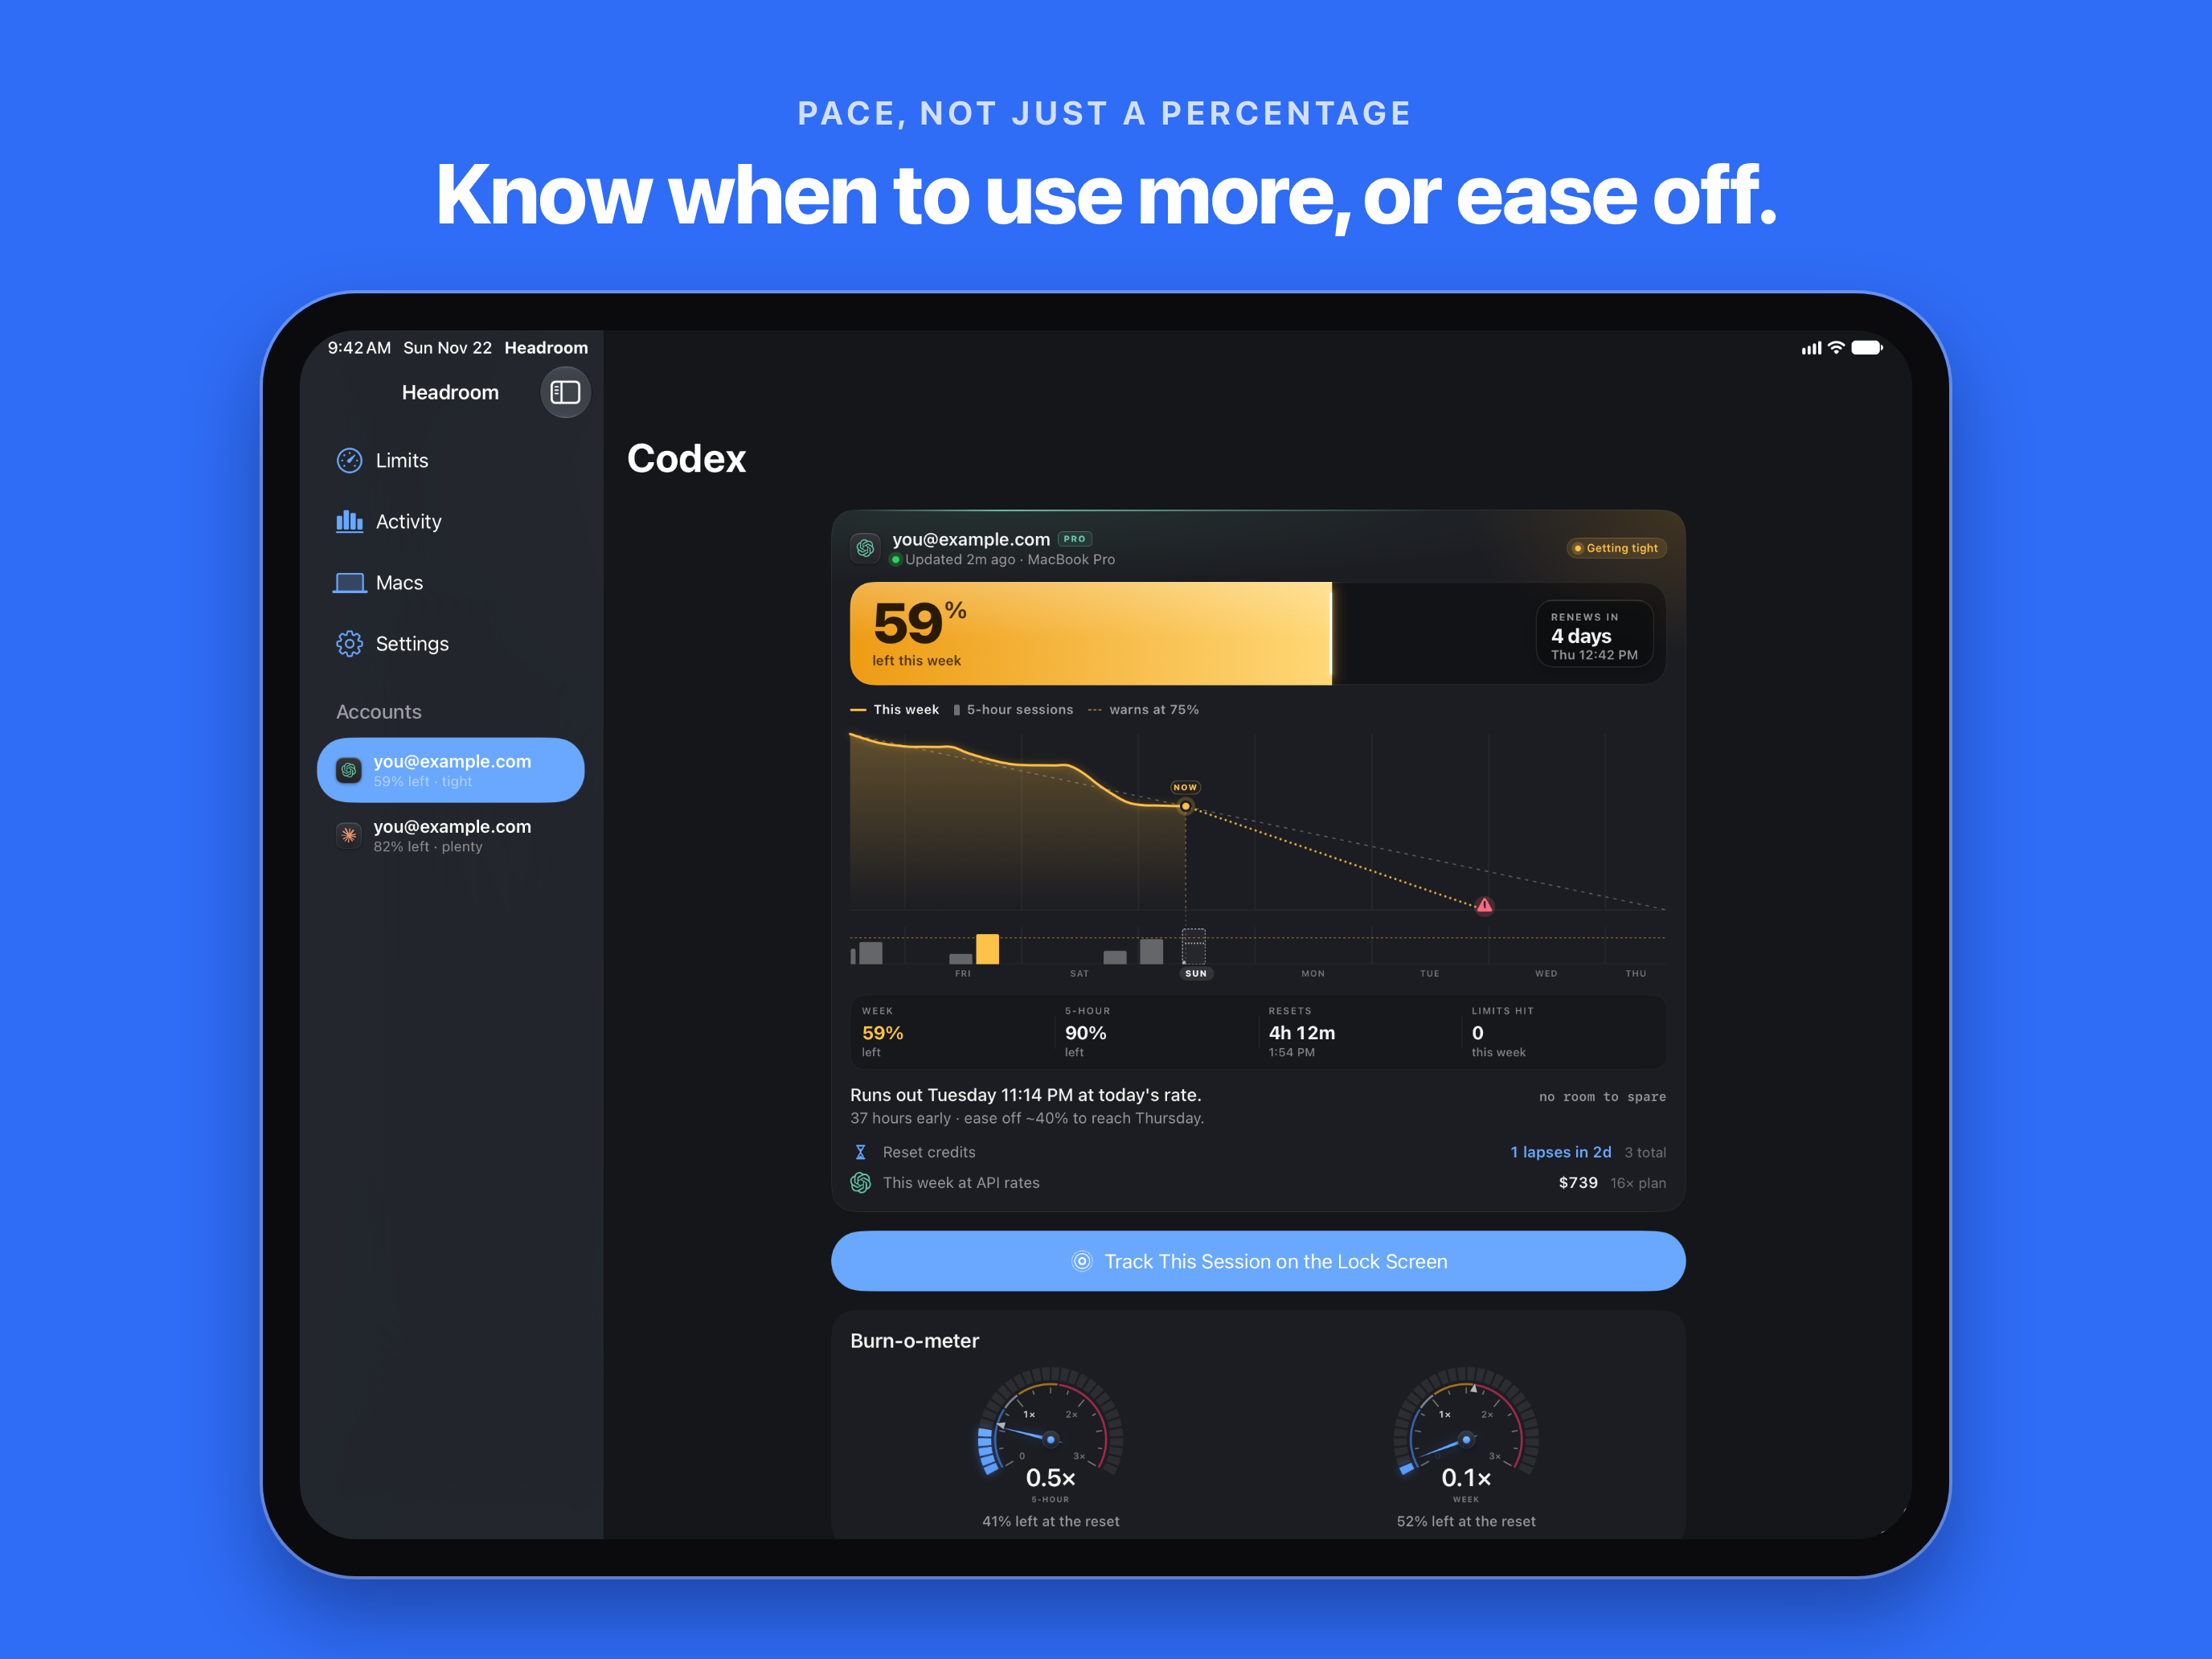 PACE, NOT JUST A PERCENTAGE
Know when to use more, or ease off.
9:42 AM Sun Nov 22 Headroom
Headroom
Limits
Activity
Macs
Settings
Accounts
you@example.com
59% left · tight
you@example.com
82% left · plenty
Codex
you@example.com PRO
Updated 2m ago · MacBook Pro
Getting tight
59%
left this week
RENEWS IN
4 days
Thu 12:42 PM
This week 5-hour sessions warns at 75%
NOW
FRI SAT SUN MON TUE WED THU
WEEK
59%
left
5-HOUR
90%
left
RESETS
4h 12m
1:54 PM
LIMITS HIT
0
this week
Runs out Tuesday 11:14 PM at today's rate.
no room to spare
37 hours early · ease off ~40% to reach Thursday.
Reset credits 1 lapses in 2d 3 total
This week at API rates $739 16× plan
Track This Session on the Lock Screen
Burn-o-meter
0 1× 2× 3×
0.5×
5-HOUR
41% left at the reset
1× 2× 3×
0.1×
WEEK
52% left at the reset